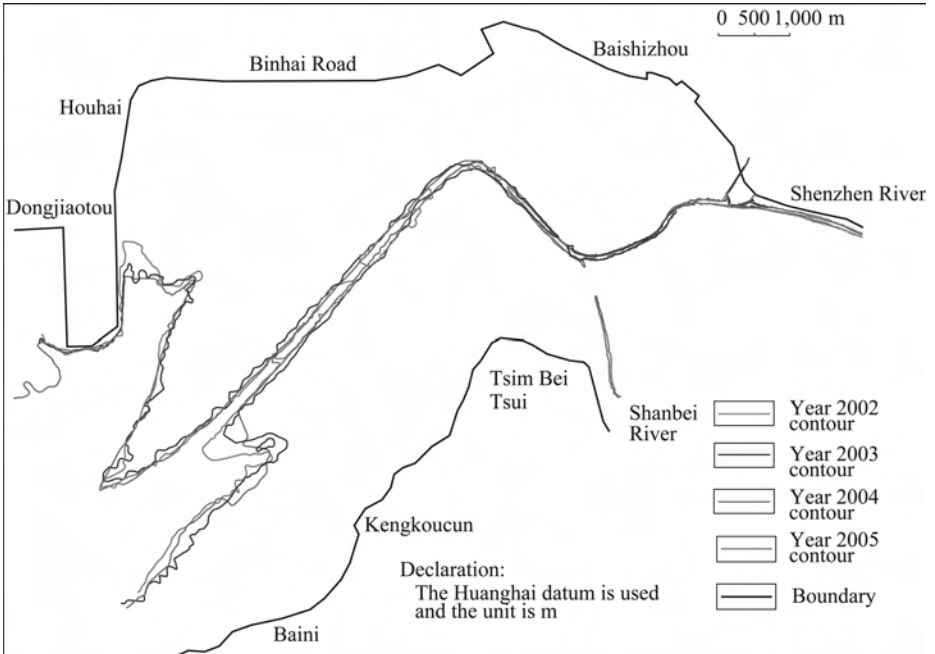 0 500 1,000 m
Baishizhou
Binhai Road
Houhai
Shenzhen River
Dongjiaotou
Tsim Bei
Tsui
Shanbei
River
Year 2002
contour
Year 2003
contour
Year 2004
contour
Year 2005
contour
Boundary
Kengkoucun
Declaration:
The Huanghai datum is used
and the unit is m
Baini